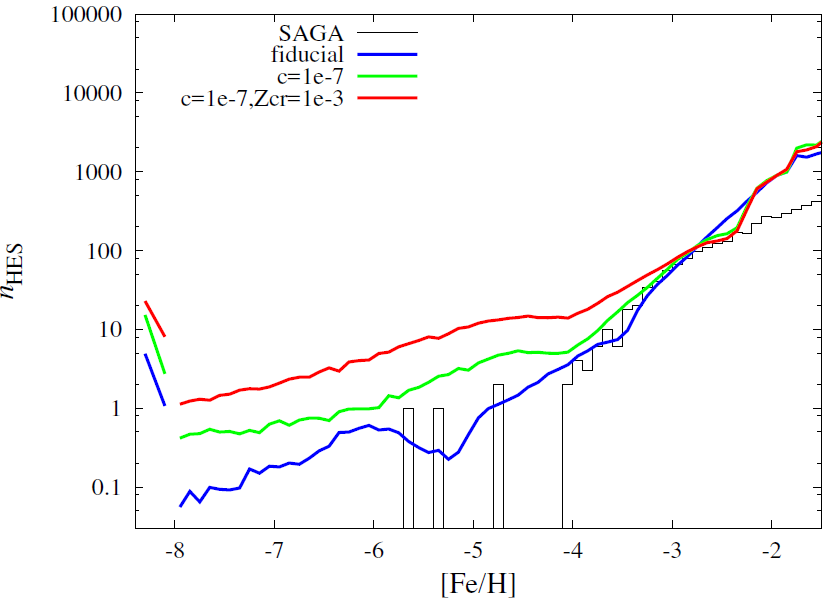 100000
10000
1000
100
10
1
0.1
n_HES
SAGA
fiducial
c=1e-7
c=1e-7,Zcr=1e-3
-8 -7 -6 -5 -4 -3 -2
[Fe/H]